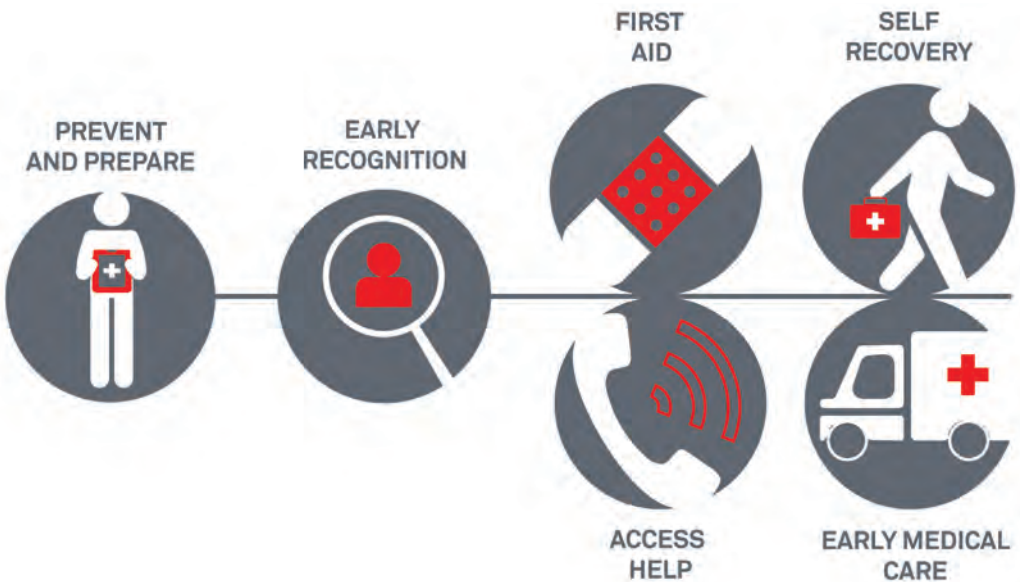 PREVENT
AND PREPARE
EARLY
RECOGNITION
FIRST
AID
SELF
RECOVERY
ACCESS
HELP
EARLY MEDICAL
CARE